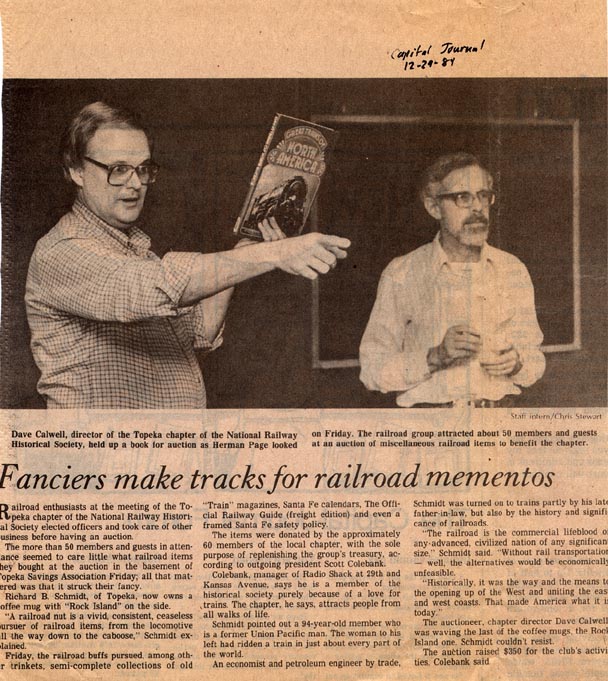 Capital Journal
12-29-84
GREAT TRAINS OF
NORTH
AMERICA
Staff intern/Chris Stewart
Dave Calwell, director of the Topeka chapter of the National Railway
Historical Society, held up a book for auction as Herman Page looked
on Friday. The railroad group attracted about 50 members and guests
at an auction of miscellaneous railroad items to benefit the chapter.
Fanciers make tracks for railroad mementos
Railroad enthusiasts at the meeting of the To-
peka chapter of the National Railway Histori-
al Society elected officers and took care of other
usiness before having an auction.
The more than 50 members and guests in atten-
ance seemed to care little what railroad items
hey bought at the auction in the basement of
Topeka Savings Association Friday; all that mat-
ered was that it struck their fancy.
Richard B. Schmidt, of Topeka, now owns a
offee mug with "Rock Island" on the side.
"A railroad nut is a vivid, consistent, ceaseless
ursuer of railroad items, from the locomotive
ll the way down to the caboose," Schmidt ex-
lained.
Friday, the railroad buffs pursued, among oth-
r trinkets, semi-complete collections of old
"Train" magazines, Santa Fe calendars, The Offi-
cial Railway Guide (freight edition) and even a
framed Santa Fe safety policy.
The items were donated by the approximately
60 members of the local chapter, with the sole
purpose of replenishing the group's treasury, ac-
cording to outgoing president Scott Colebank.
Colebank, manager of Radio Shack at 29th and
Kansas Avenue, says he is a member of the
historical society purely because of a love for
trains. The chapter, he says, attracts people from
all walks of life.
Schmidt pointed out a 94-year-old member who
is a former Union Pacific man. The woman to his
left had ridden a train in just about every part of
the world.
An economist and petroleum engineer by trade,
Schmidt was turned on to trains partly by his late
father-in-law, but also by the history and signifi-
cance of railroads.
"The railroad is the commercial lifeblood o
any-advanced, civilized nation of any significan
size," Schmidt said. "Without rail transportation
— well, the alternatives would be economically
unfeasible.
"Historically, it was the way and the means to
the opening up of the West and uniting the eas
and west coasts. That made America what it i
today."
The auctioneer, chapter director Dave Calwell
was waving the last of the coffee mugs, the Rock
Island one. Schmidt couldn't resist.
The auction raised $350 for the club's activi-
ties, Colebank said.